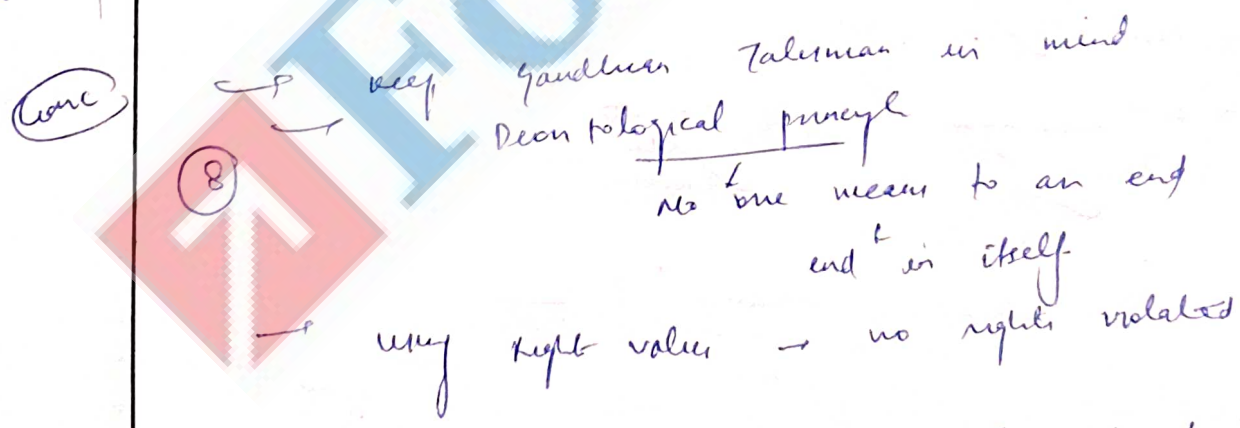 Conc → keep Gandhian Talisman in mind
→ Deontological principle
8
No one means to an end
end in itself
→ using right values → no rights violated